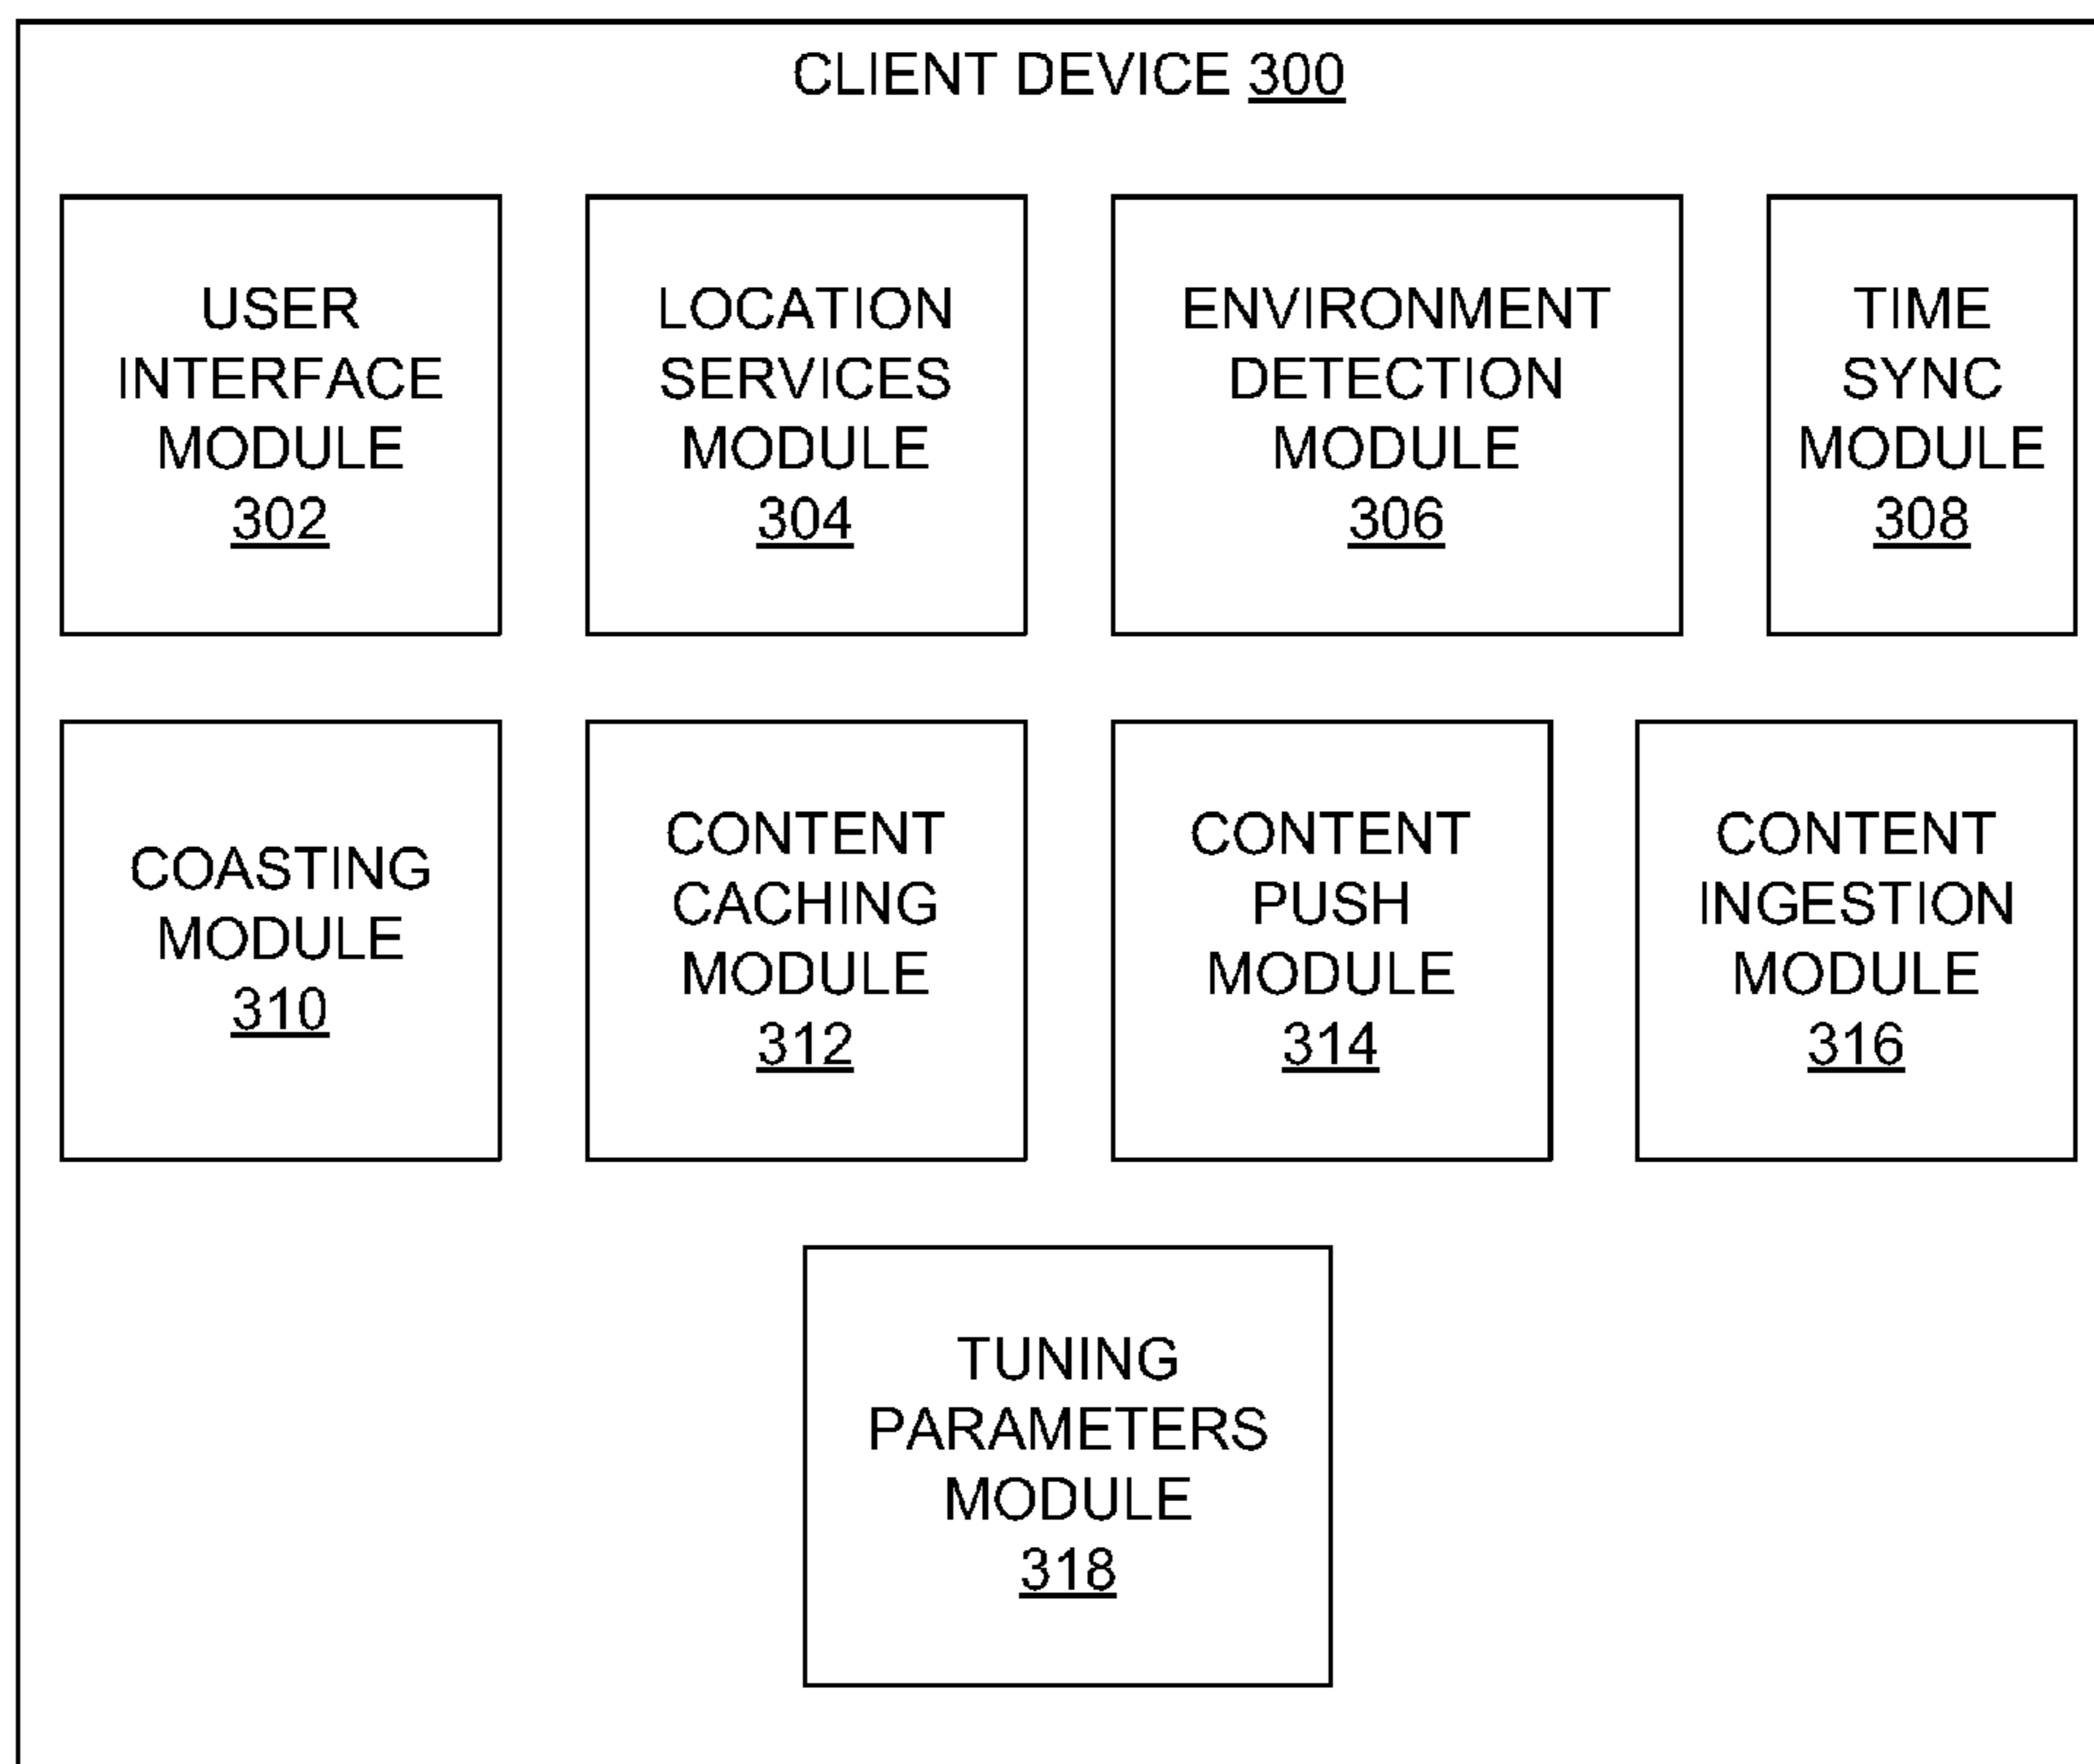 CLIENT DEVICE 300
USER
INTERFACE
MODULE
302
LOCATION
SERVICES
MODULE
304
ENVIRONMENT
DETECTION
MODULE
306
TIME
SYNC
MODULE
308
COASTING
MODULE
310
CONTENT
CACHING
MODULE
312
CONTENT
PUSH
MODULE
314
CONTENT
INGESTION
MODULE
316
TUNING
PARAMETERS
MODULE
318